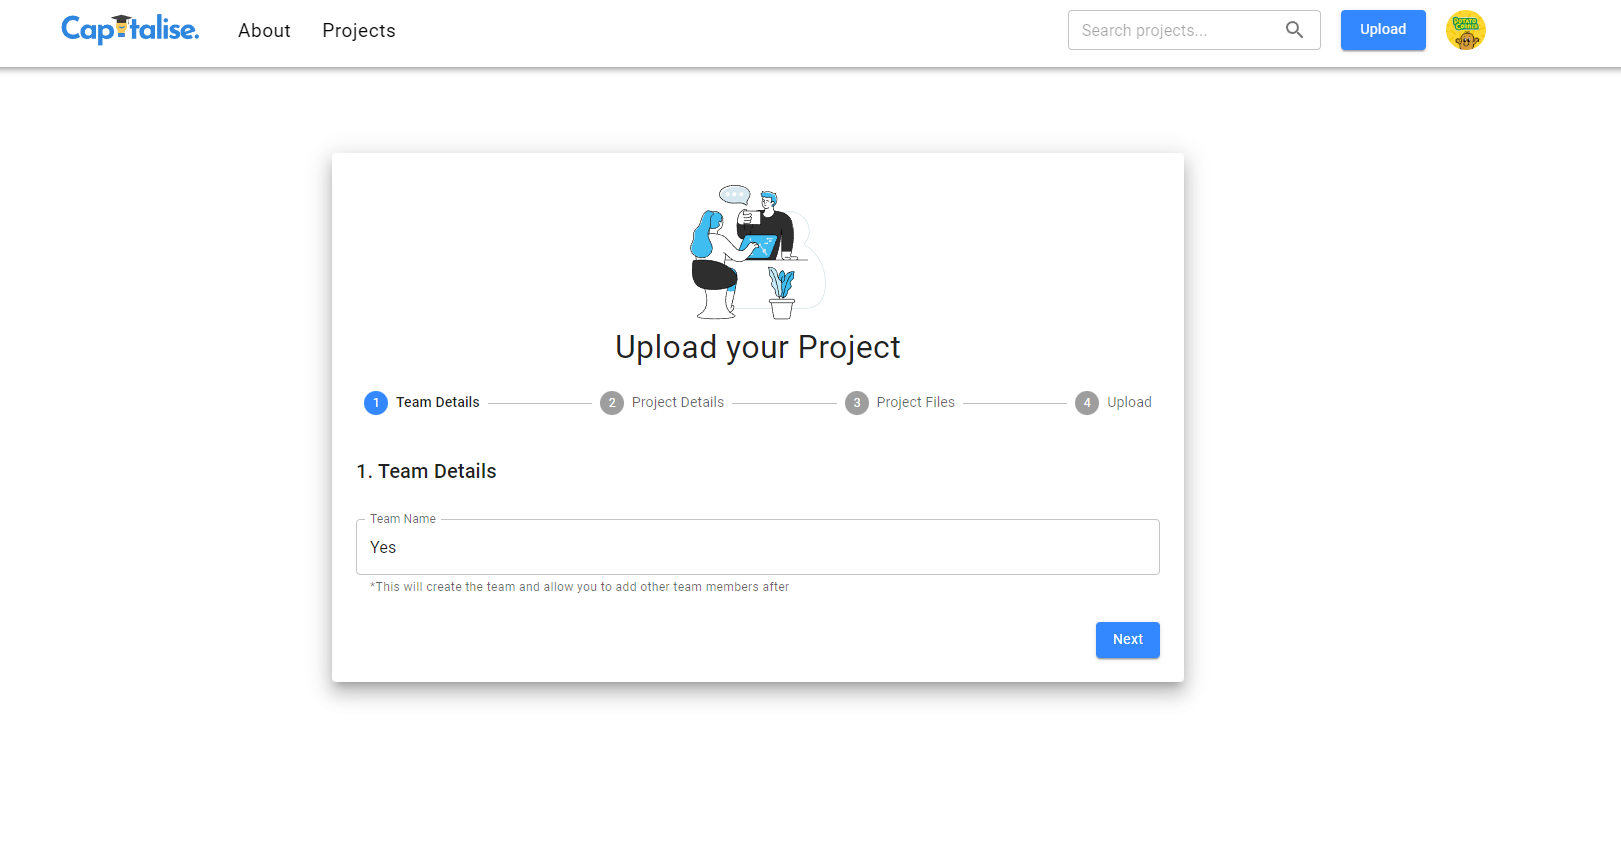 Capitalise.
About
Projects
Search projects...
Upload
POTATO CORNER
Upload your Project
1 Team Details
2 Project Details
3 Project Files
4 Upload
1. Team Details
Team Name
Yes
*This will create the team and allow you to add other team members after
Next